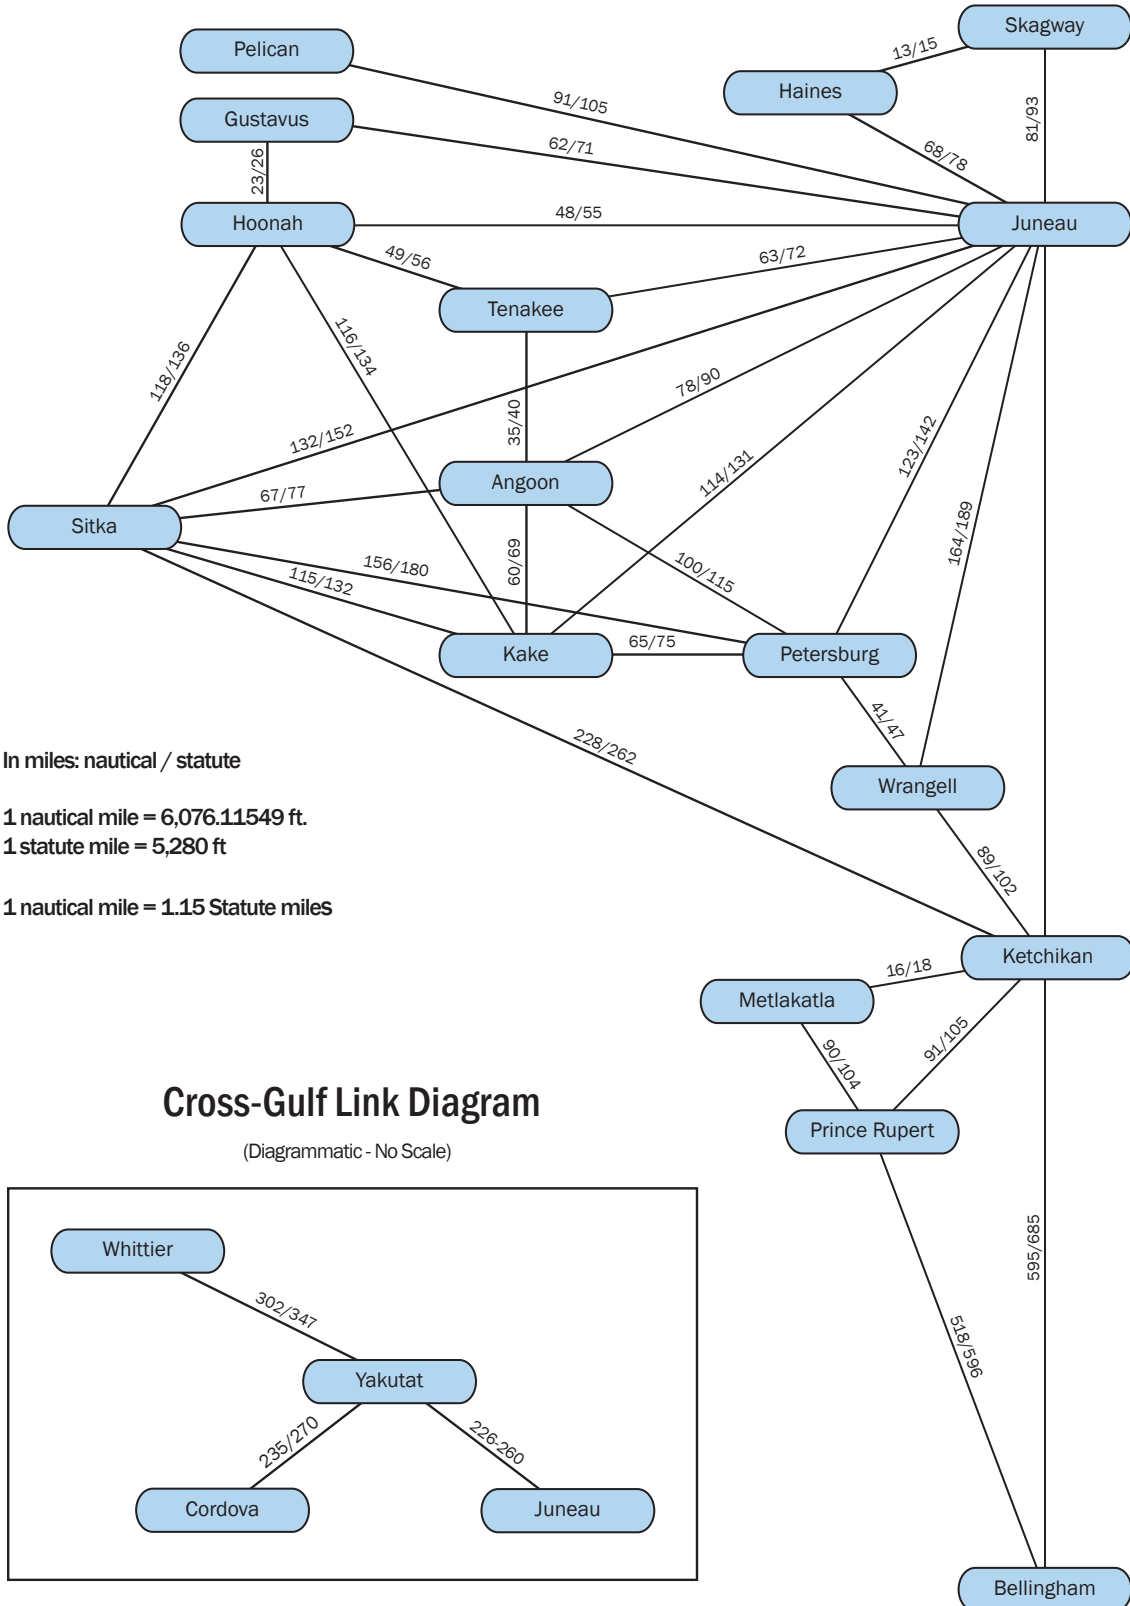 Skagway
Pelican
13/15
Haines
91/105
81/93
Gustavus
62/71
68/78
23/26
Hoonah
48/55
Juneau
49/56
63/72
Tenakee
116/134
118/136
78/90
35/40
132/152
123/142
114/131
67/77
Angoon
Sitka
164/189
156/180
60/69
100/115
115/132
65/75
Kake
Petersburg
41/47
228/262
In miles: nautical / statute
Wrangell
1 nautical mile = 6,076.11549 ft.
1 statute mile = 5,280 ft
89/102
1 nautical mile = 1.15 Statute miles
Ketchikan
16/18
Metlakatla
91/105
90/104
Prince Rupert
Cross-Gulf Link Diagram
(Diagrammatic - No Scale)
595/685
Whittier
302/347
518/596
Yakutat
235/270
226-260
Cordova
Juneau
Bellingham